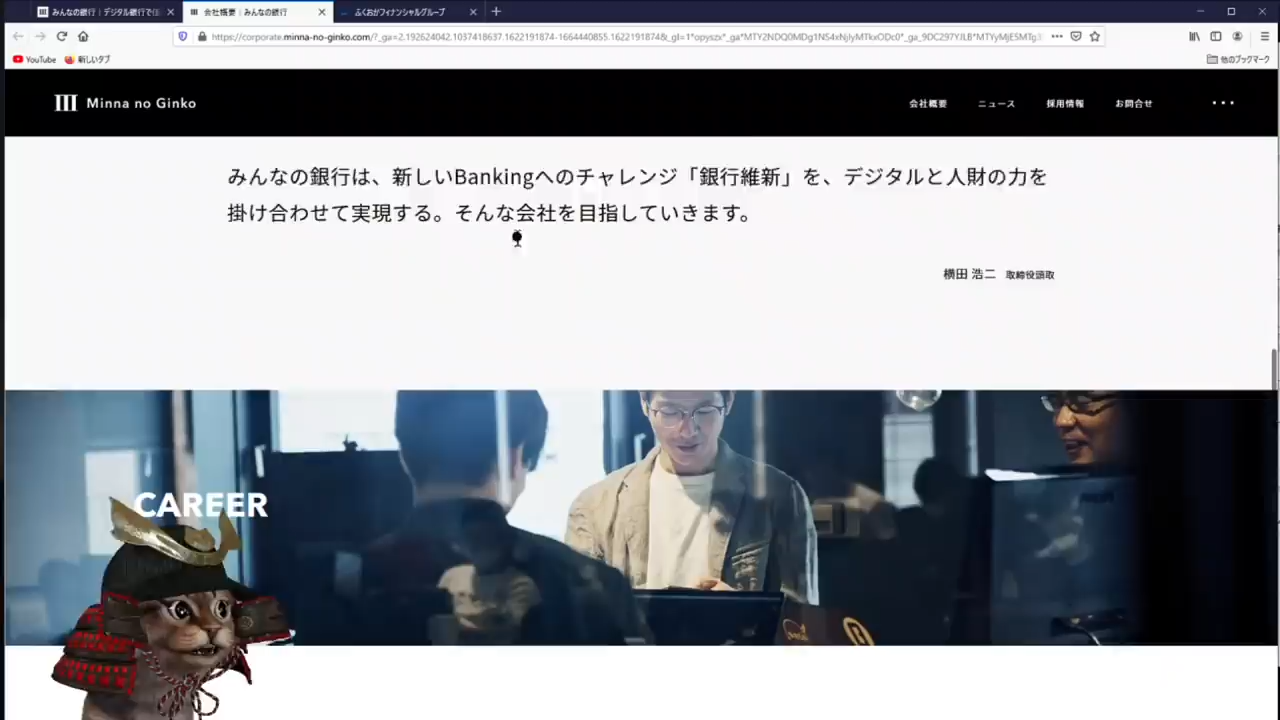 みんなの銀行 | デジタル銀行で
会社概要 | みんなの銀行
ふくおかフィナンシャルグループ
YouTube
新しいタブ
他のブックマーク
Minna no Ginko
会社概要
ニュース
採用情報
お問合せ
みんなの銀行は、新しいBankingへのチャレンジ「銀行維新」を、デジタルと人財の力を
掛け合わせて実現する。そんな会社を目指していきます。
横田 浩二 取締役頭取
CAREER